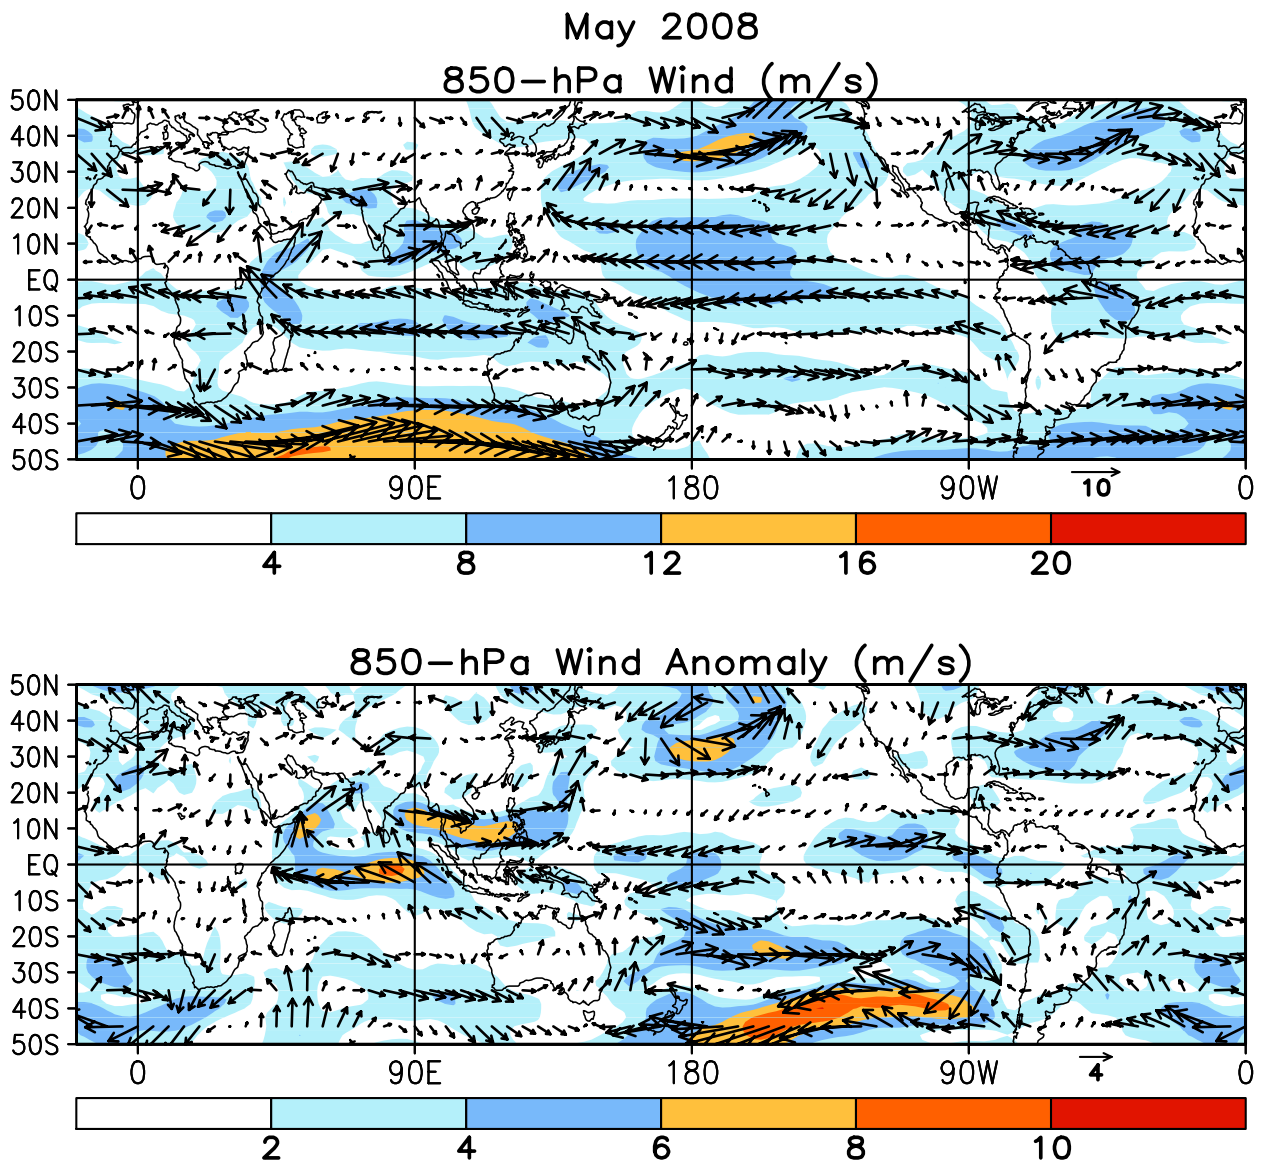 May 2008
850-hPa Wind (m/s)
50N
40N
30N
20N
10N
EQ
10S
20S
30S
40S
50S
0 90E 180 90W 0
10
4 8 12 16 20
850-hPa Wind Anomaly (m/s)
50N
40N
30N
20N
10N
EQ
10S
20S
30S
40S
50S
0 90E 180 90W 0
4
2 4 6 8 10